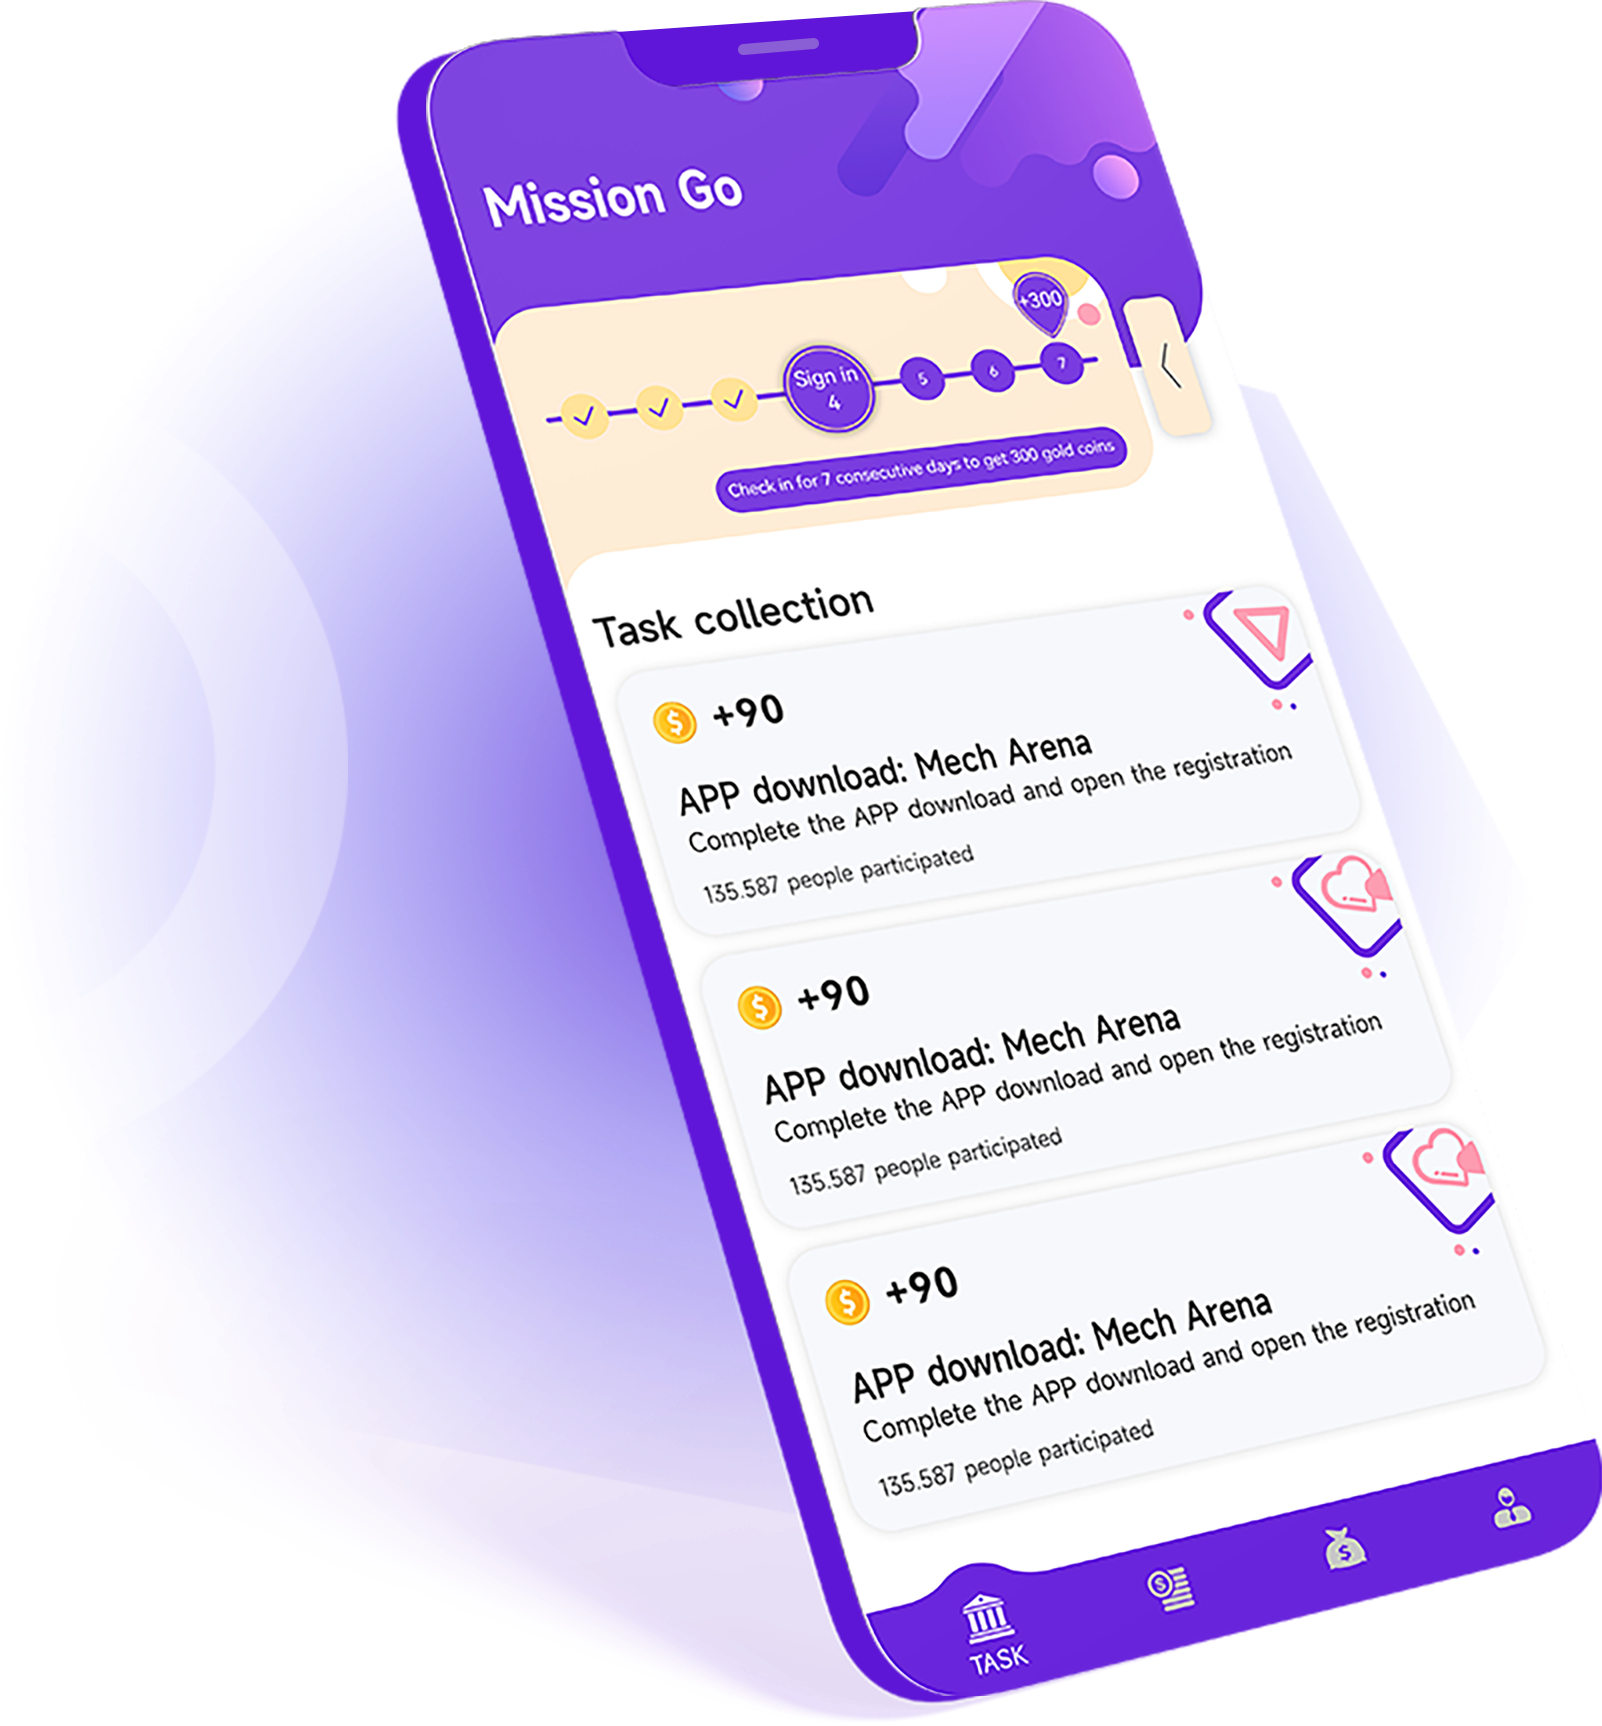 Mission Go
+300
Sign in
4
5
6
7
Check in for 7 consecutive days to get 300 gold coins
Task collection
+90
APP download: Mech Arena
Complete the APP download and open the registration
135.587 people participated
+90
APP download: Mech Arena
Complete the APP download and open the registration
135.587 people participated
+90
APP download: Mech Arena
Complete the APP download and open the registration
135.587 people participated
TASK